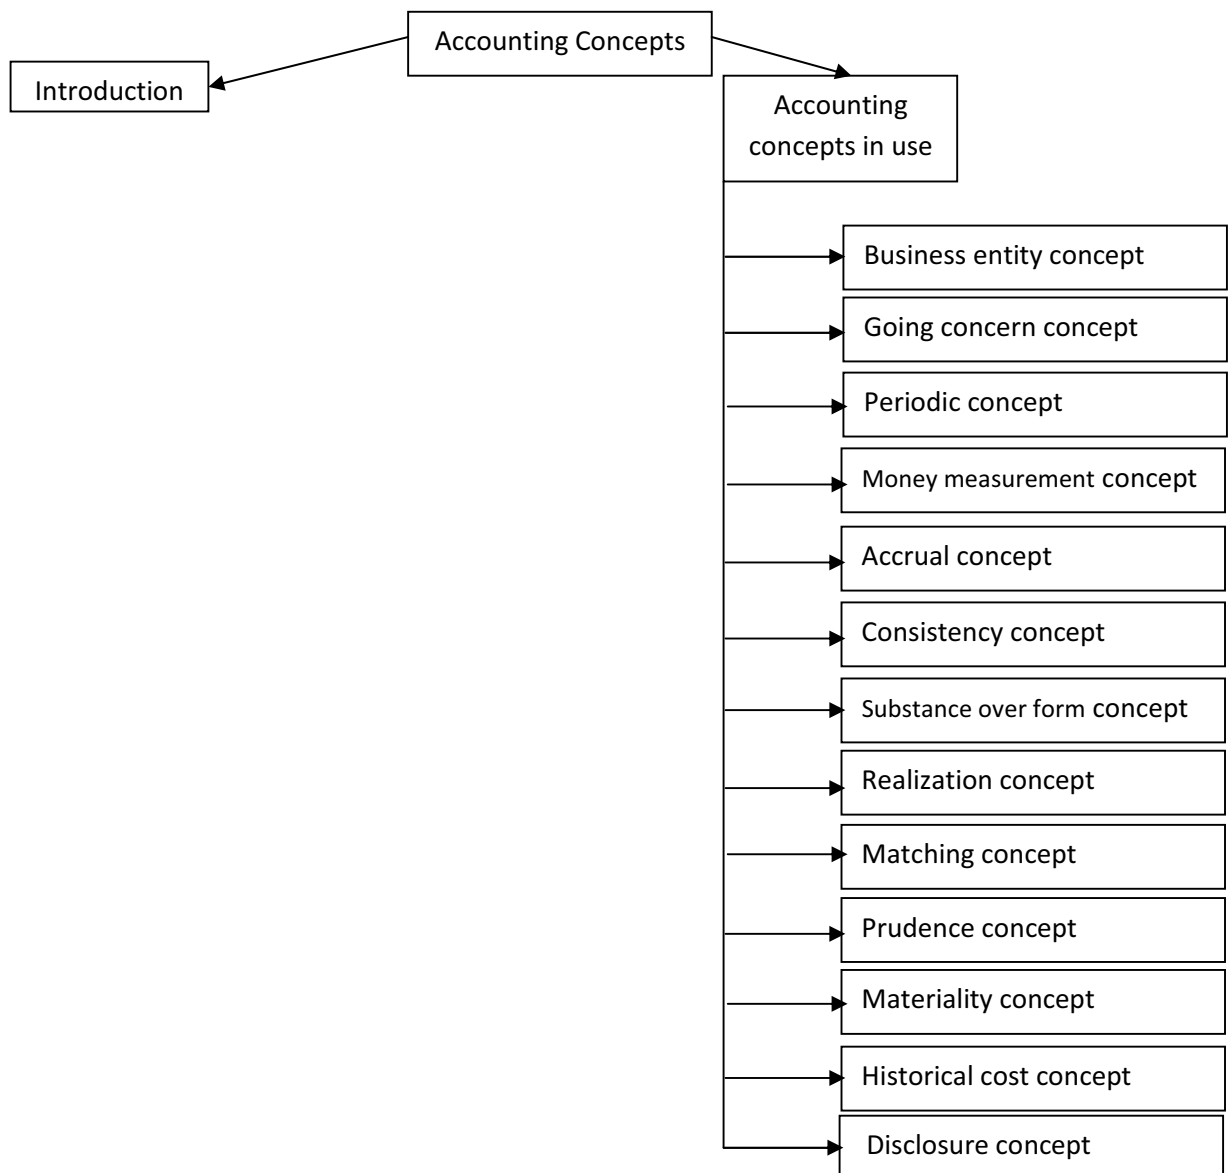 Accounting Concepts
Introduction
Accounting
concepts in use
Business entity concept
Going concern concept
Periodic concept
Money measurement concept
Accrual concept
Consistency concept
Substance over form concept
Realization concept
Matching concept
Prudence concept
Materiality concept
Historical cost concept
Disclosure concept